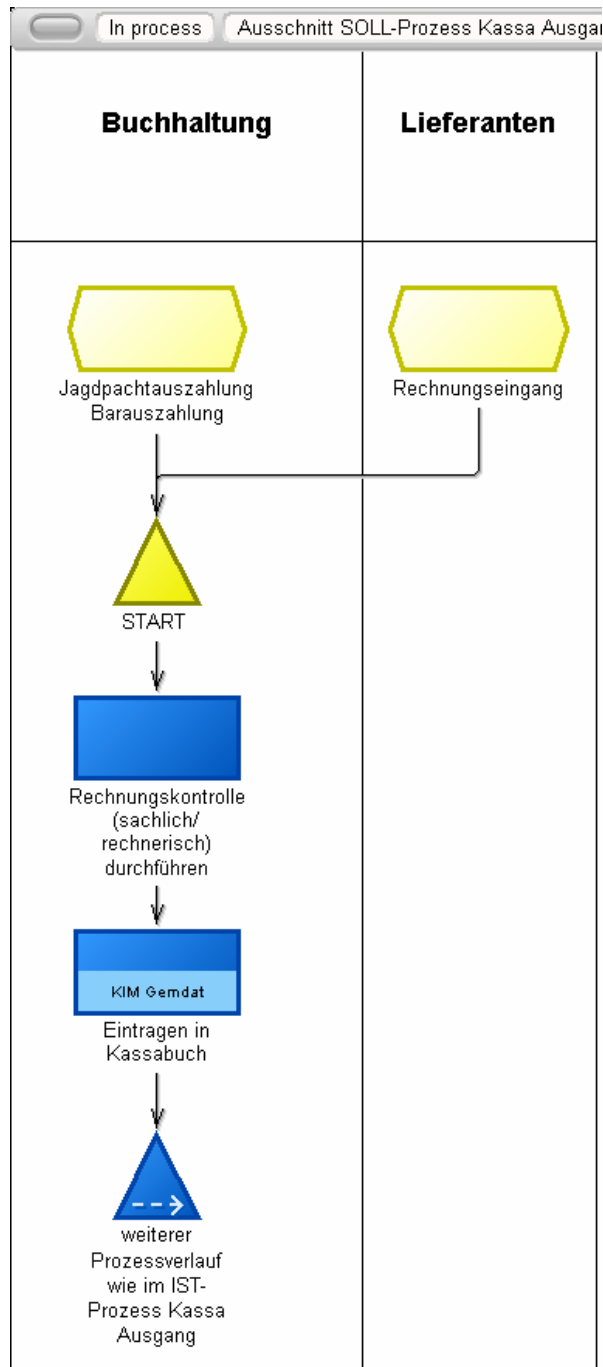 In process
Ausschnitt SOLL-Prozess Kassa Ausgan
Buchhaltung
Lieferanten
Jagdpachtauszahlung
Barauszahlung
Rechnungseingang
START
Rechnungskontrolle
(sachlich/
rechnerisch)
durchführen
KIM Gemdat
Eintragen in
Kassabuch
weiterer
Prozessverlauf
wie im IST-
Prozess Kassa
Ausgang